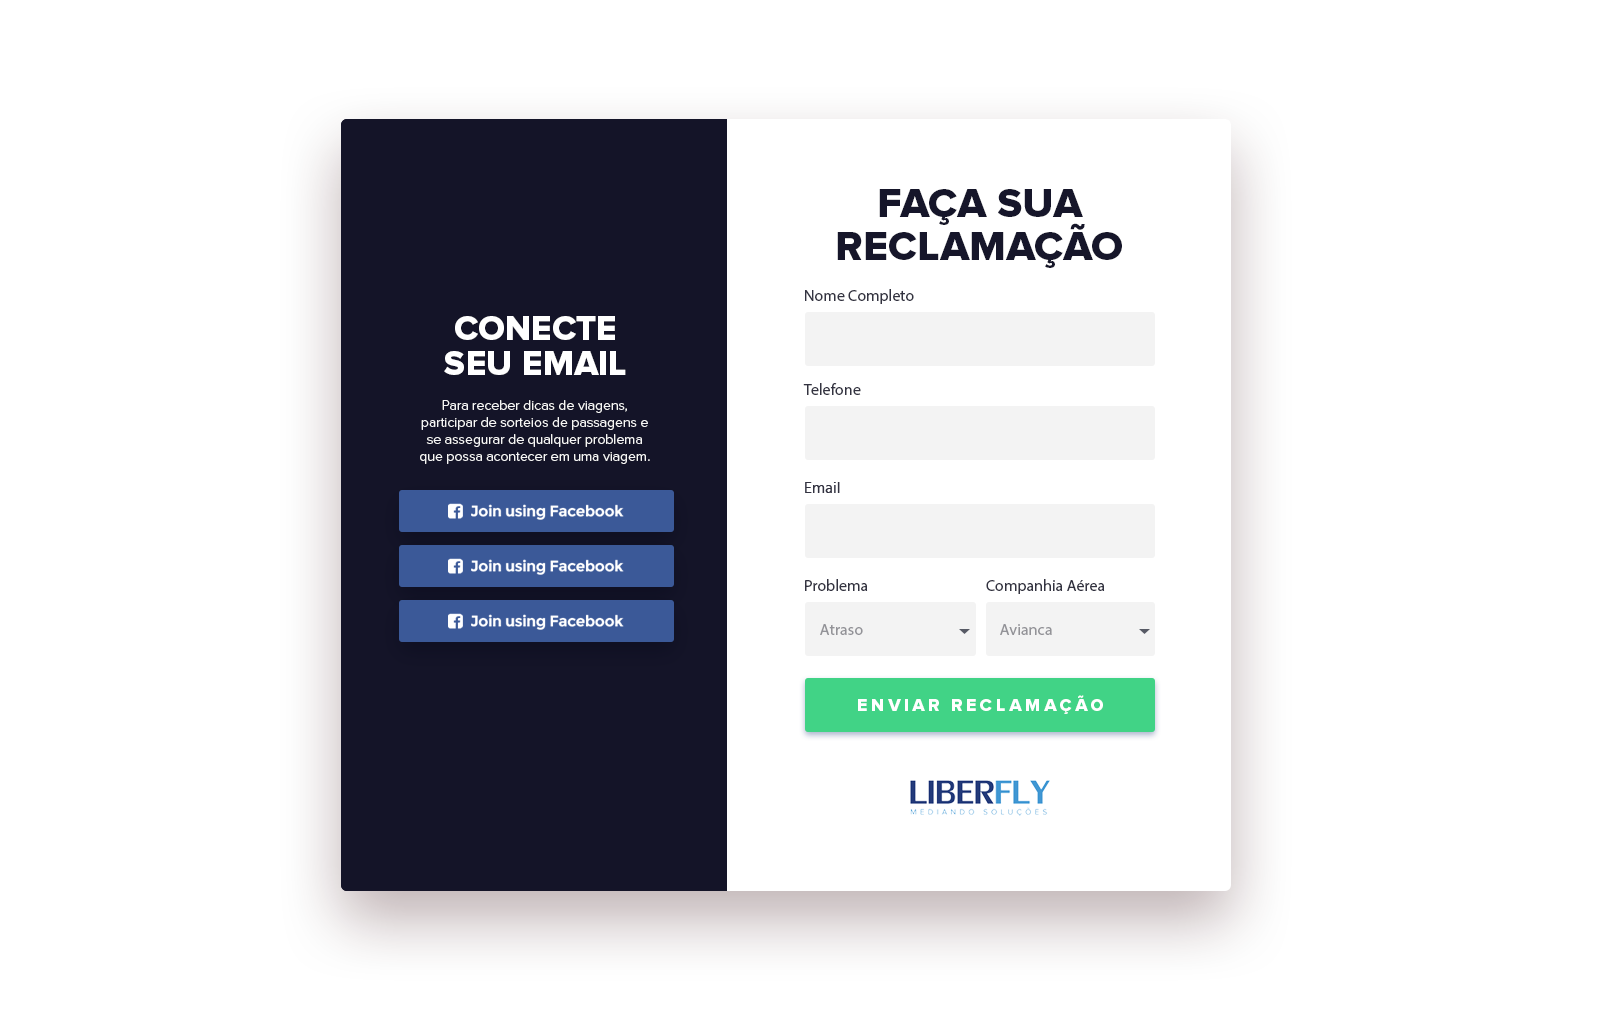 CONECTE
SEU EMAIL
Para receber dicas de viagens,
participar de sorteios de passagens e
se assegurar de qualquer problema
que possa acontecer em uma viagem.
Join using Facebook
Join using Facebook
Join using Facebook
FAÇA SUA
RECLAMAÇÃO
Nome Completo
Telefone
Email
Problema
Companhia Aérea
Atraso
Avianca
ENVIAR RECLAMAÇÃO
LIBERFLY
MEDIANDO SOLUÇÕES